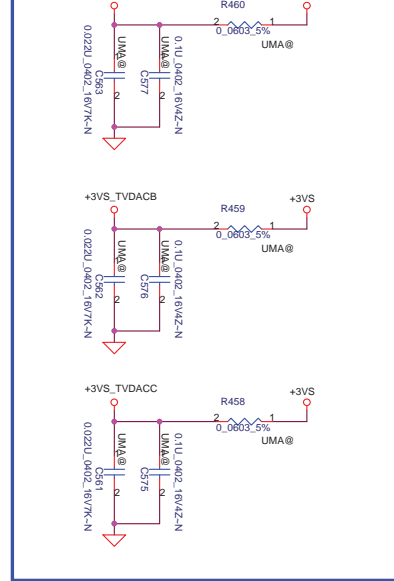 R460
2
1
0_0603_5%
UMA@
0.022U_0402_16V7K~N
UMA@
C563
2
0.1U_0402_16V4Z~N
UMA@
C577
2
+3VS_TVDACB
R459
+3VS
2
1
0_0603_5%
UMA@
0.022U_0402_16V7K~N
UMA@
C562
2
0.1U_0402_16V4Z~N
UMA@
C576
2
+3VS_TVDACC
R458
+3VS
2
1
0_0603_5%
UMA@
0.022U_0402_16V7K~N
UMA@
C561
2
0.1U_0402_16V4Z~N
UMA@
C575
2